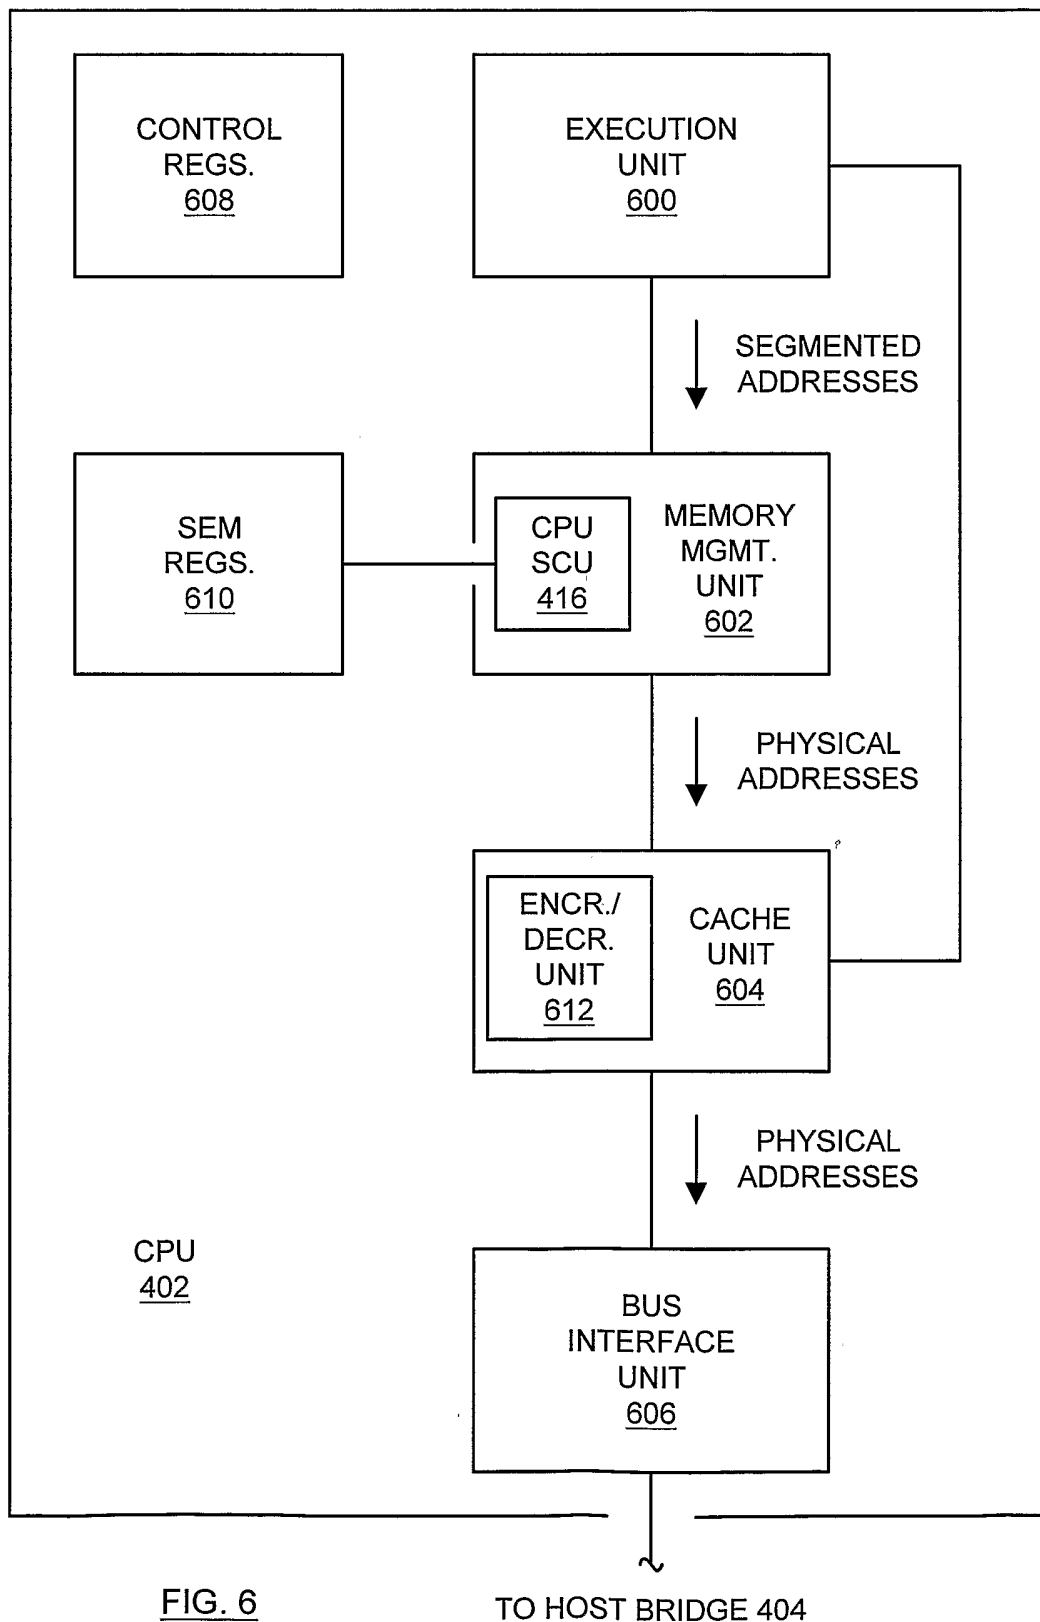 CONTROL
REGS.
608
EXECUTION
UNIT
600
SEGMENTED
ADDRESSES
SEM
REGS.
610
CPU
SCU
416
MEMORY
MGMT.
UNIT
602
PHYSICAL
ADDRESSES
ENCR./
DECR.
UNIT
612
CACHE
UNIT
604
PHYSICAL
ADDRESSES
CPU
402
BUS
INTERFACE
UNIT
606
FIG. 6
TO HOST BRIDGE 404